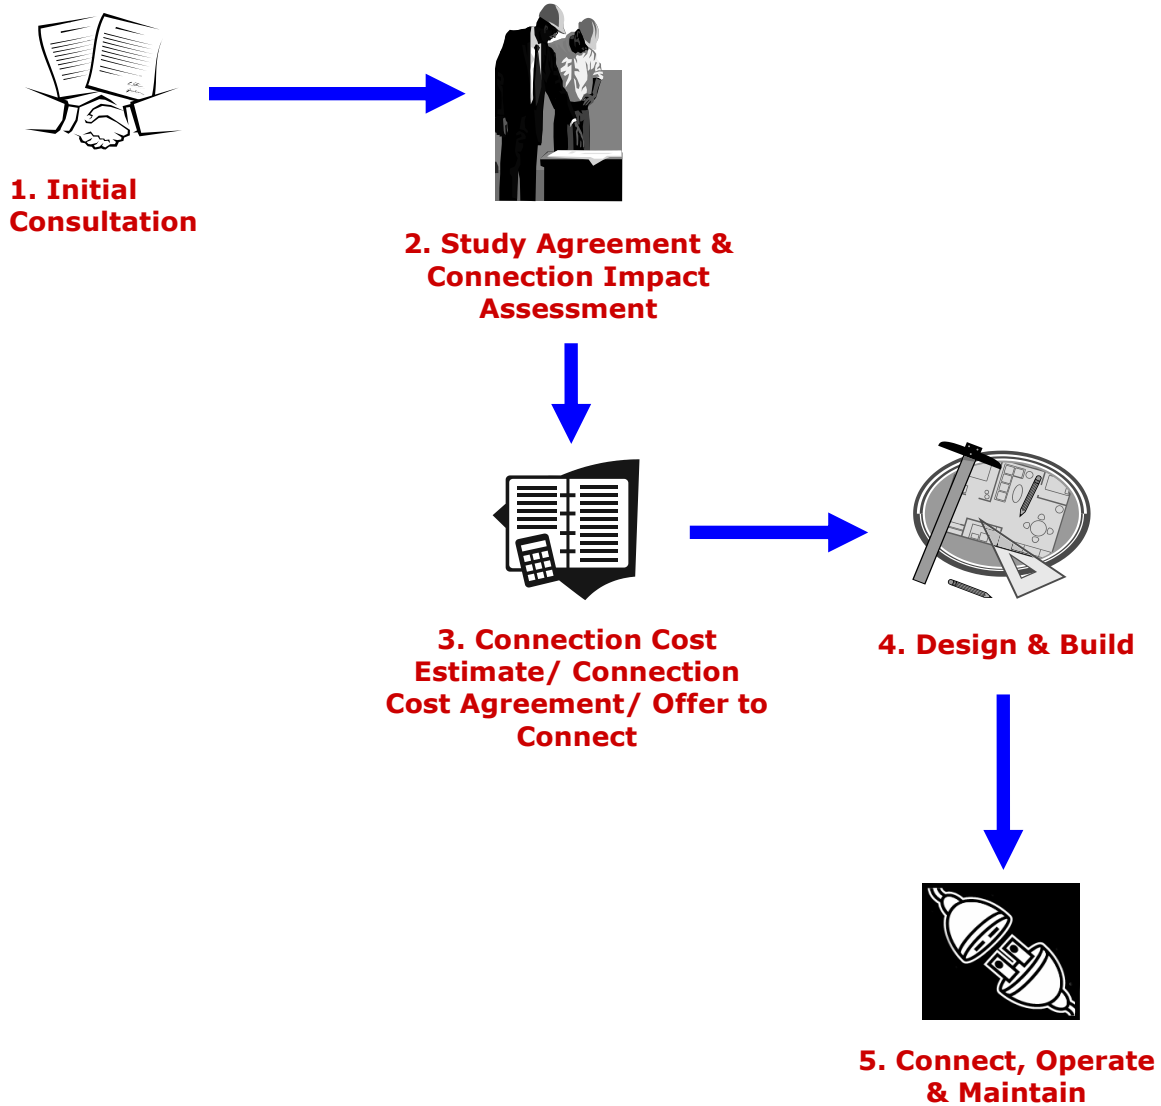 1. Initial
Consultation
2. Study Agreement &
Connection Impact
Assessment
3. Connection Cost
Estimate/ Connection
Cost Agreement/ Offer to
Connect
4. Design & Build
5. Connect, Operate
& Maintain